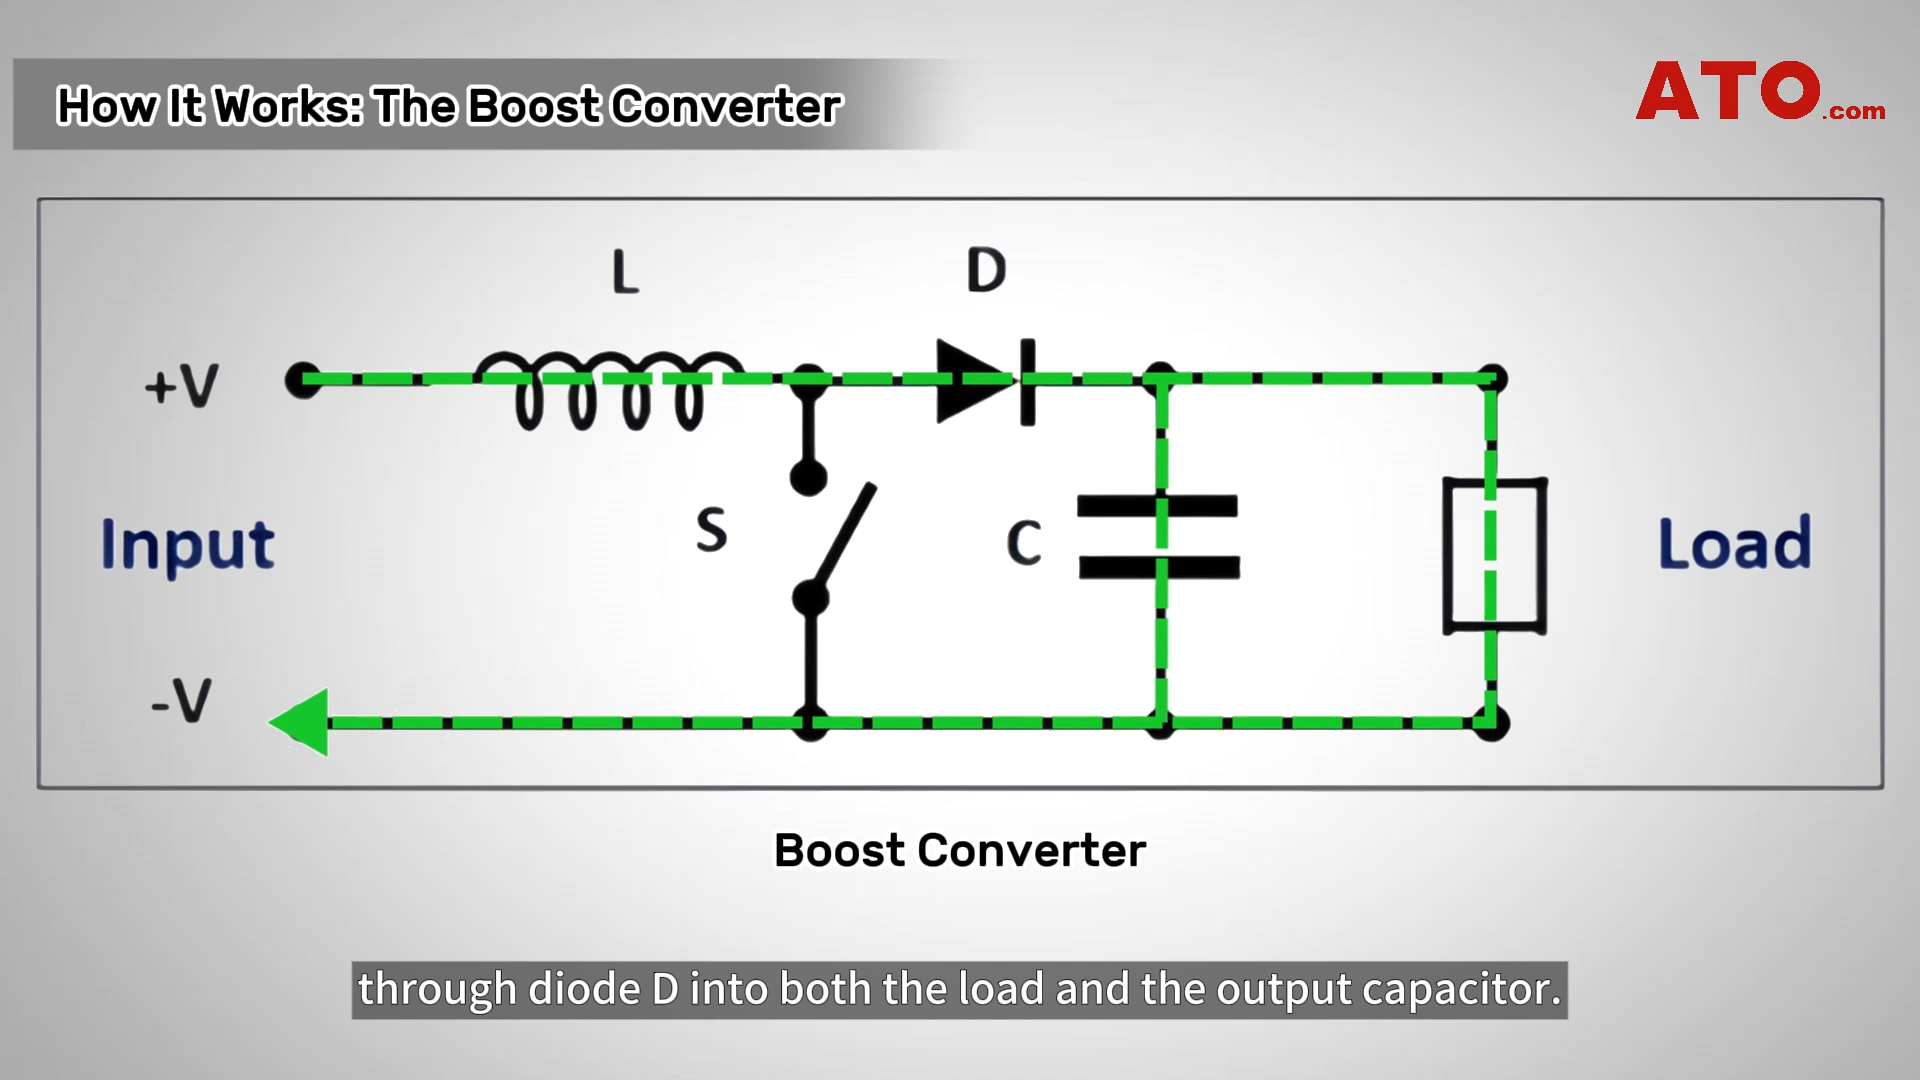 How It Works: The Boost Converter
ATO.com
L
D
+V
S
C
Input
Load
-V
Boost Converter
through diode D into both the load and the output capacitor.